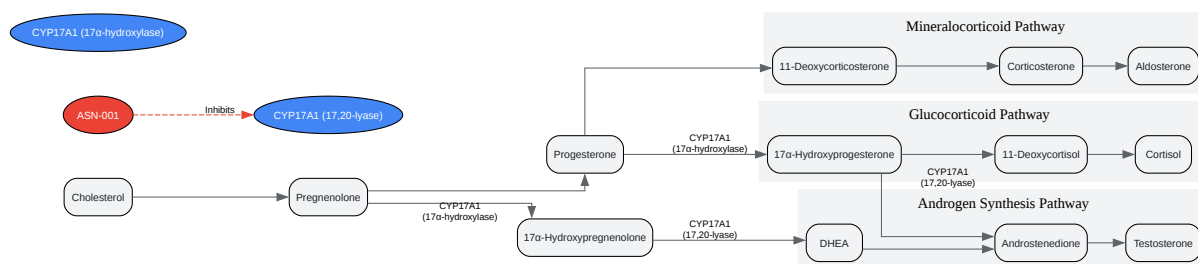 CYP17A1 (17α-hydroxylase)
Mineralocorticoid Pathway
11-Deoxycorticosterone
Corticosterone
Aldosterone
ASN-001
Inhibits
CYP17A1 (17,20-lyase)
Glucocorticoid Pathway
Progesterone
CYP17A1
(17α-hydroxylase)
17α-Hydroxyprogesterone
11-Deoxycortisol
Cortisol
CYP17A1
(17,20-lyase)
Cholesterol
Pregnenolone
CYP17A1
(17α-hydroxylase)
Androgen Synthesis Pathway
17α-Hydroxypregnenolone
CYP17A1
(17,20-lyase)
DHEA
Androstenedione
Testosterone